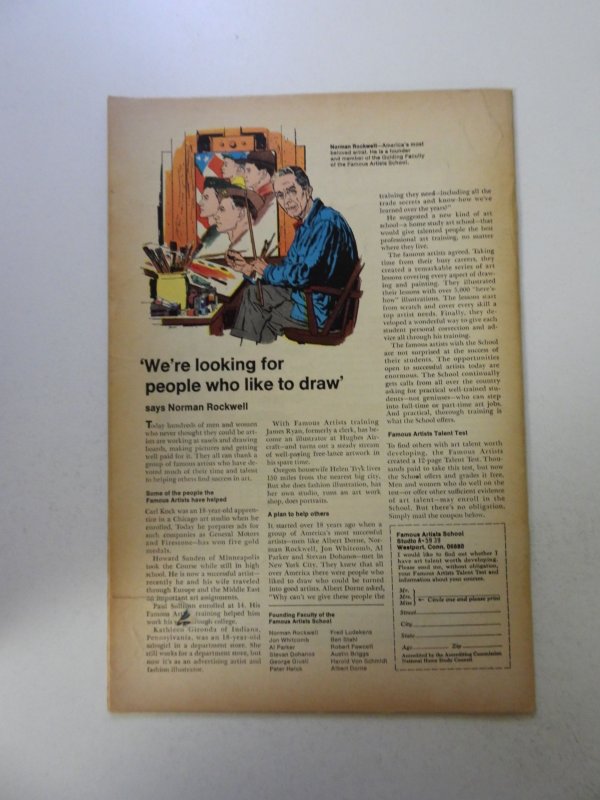 Norman Rockwell—America's most
beloved artist. He is a founder
and member of the Guiding Faculty
of the Famous Artists School.
'We're looking for
people who like to draw'
says Norman Rockwell
Today hundreds of men and women
who never thought they could be art-
ists are working at easels and drawing
boards, making pictures and getting
well paid for it. They all can thank a
group of famous artists who have de-
voted much of their time and talent
to helping others find success in art.
Some of the people the
Famous Artists have helped
Carl Kock was an 18-year-old appren-
tice in a Chicago art studio when he
enrolled. Today he prepares ads for
such companies as General Motors
and Firestone—has won five gold
medals.
Howard Sanden of Minneapolis
took the Course while still in high
school. He is now a successful artist—
recently he and his wife traveled
through Europe and the Middle East
on important art assignments.
Paul enrolled at 14. His
Famous training helped him
work his college.
Kathleen Gironda of Indiana,
Pennsylvania, was an 18-year-old
salesgirl in a department store. She
still works for a department store, but
now it's as an advertising artist and
fashion illustrator.
With Famous Artists training
James Ryan, formerly a clerk, has be-
come an illustrator at Hughes Air-
craft—and turns out a steady stream
of well-paying free-lance artwork in
his spare time.
Oregon housewife Helen Tryk lives
150 miles from the nearest big city.
But she does fashion illustration, has
her own studio, runs an art work
shop, does portraits.
A plan to help others
It started over 18 years ago when a
group of America's most successful
artists—men like Albert Dorne, Nor-
man Rockwell, Jon Whitcomb, Al
Parker and Stevan Dohanos—met in
New York City. They knew that all
over America there were people who
liked to draw who could be turned
into good artists. Albert Dorne asked,
"Why can't we give these people the
Founding Faculty of the
Famous Artists School
Norman Rockwell
Jon Whitcomb
Al Parker
Stevan Dohanos
George Giusti
Peter Helck
Fred Ludekens
Ben Stahl
Robert Fawcett
Austin Briggs
Harold Von Schmidt
Albert Dorne
training they need—including all the
trade secrets and know-how we've
learned over the years?"
He suggested a new kind of art
school—a home study art school—that
would give talented people the best
professional art training, no matter
where they live.
The famous artists agreed. Taking
time from their busy careers, they
created a remarkable series of art
lessons covering every aspect of draw-
ing and painting. They illustrated
their lessons with over 5,000 "here's
how" illustrations. The lessons start
from scratch and cover every skill a
top artist needs. Finally, they de-
veloped a wonderful way to give each
student personal correction and ad-
vice all through his training.
The famous artists with the School
are not surprised at the success of
their students. The opportunities
open to successful artists today are
enormous. The School continually
gets calls from all over the country
asking for practical well-trained stu-
dents—not geniuses—who can step
into full-time or part-time art jobs.
And practical, thorough training is
what the School offers.
Famous Artists Talent Test
To find others with art talent worth
developing, the Famous Artists
created a 12-page Talent Test. Thou-
sands paid to take this test, but now
the School offers and grades it free.
Men and women who do well on the
test—or offer other sufficient evidence
of art talent—may enroll in the
School. But there's no obligation.
Simply mail the coupon below.
Famous Artists School
Studio
Westport, Conn. 06880
I would like to find out whether I
have art talent worth developing.
Please send me, without obligation,
your Famous Artists Talent Test and
information about your courses.
Mr.
Mrs.
Miss
Circle one and please print
Street
City
State
Age Zip
Accredited by the Accrediting Commission
National Home Study Council